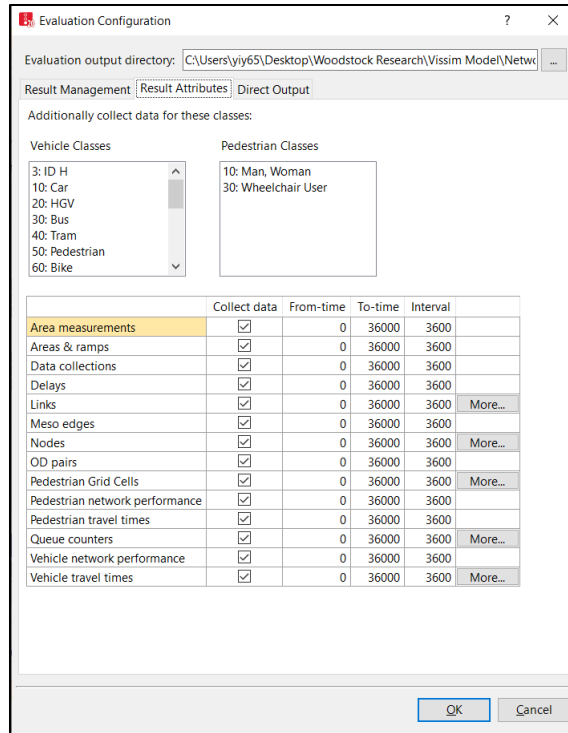 Evaluation Configuration ? ×
Evaluation output directory: C:\Users\yiy65\Desktop\Woodstock Research\Vissim Model\Netwo ...
Result Management Result Attributes Direct Output
Additionally collect data for these classes:
Vehicle Classes Pedestrian Classes
3: ID H 10: Man, Woman
10: Car 30: Wheelchair User
20: HGV
30: Bus
40: Tram
50: Pedestrian
60: Bike
Collect data From-time To-time Interval
Area measurements 0 36000 3600
Areas & ramps 0 36000 3600
Data collections 0 36000 3600
Delays 0 36000 3600
Links 0 36000 3600 More...
Meso edges 0 36000 3600
Nodes 0 36000 3600 More...
OD pairs 0 36000 3600
Pedestrian Grid Cells 0 36000 3600 More...
Pedestrian network performance 0 36000 3600
Pedestrian travel times 0 36000 3600
Queue counters 0 36000 3600 More...
Vehicle network performance 0 36000 3600
Vehicle travel times 0 36000 3600 More...
OK Cancel